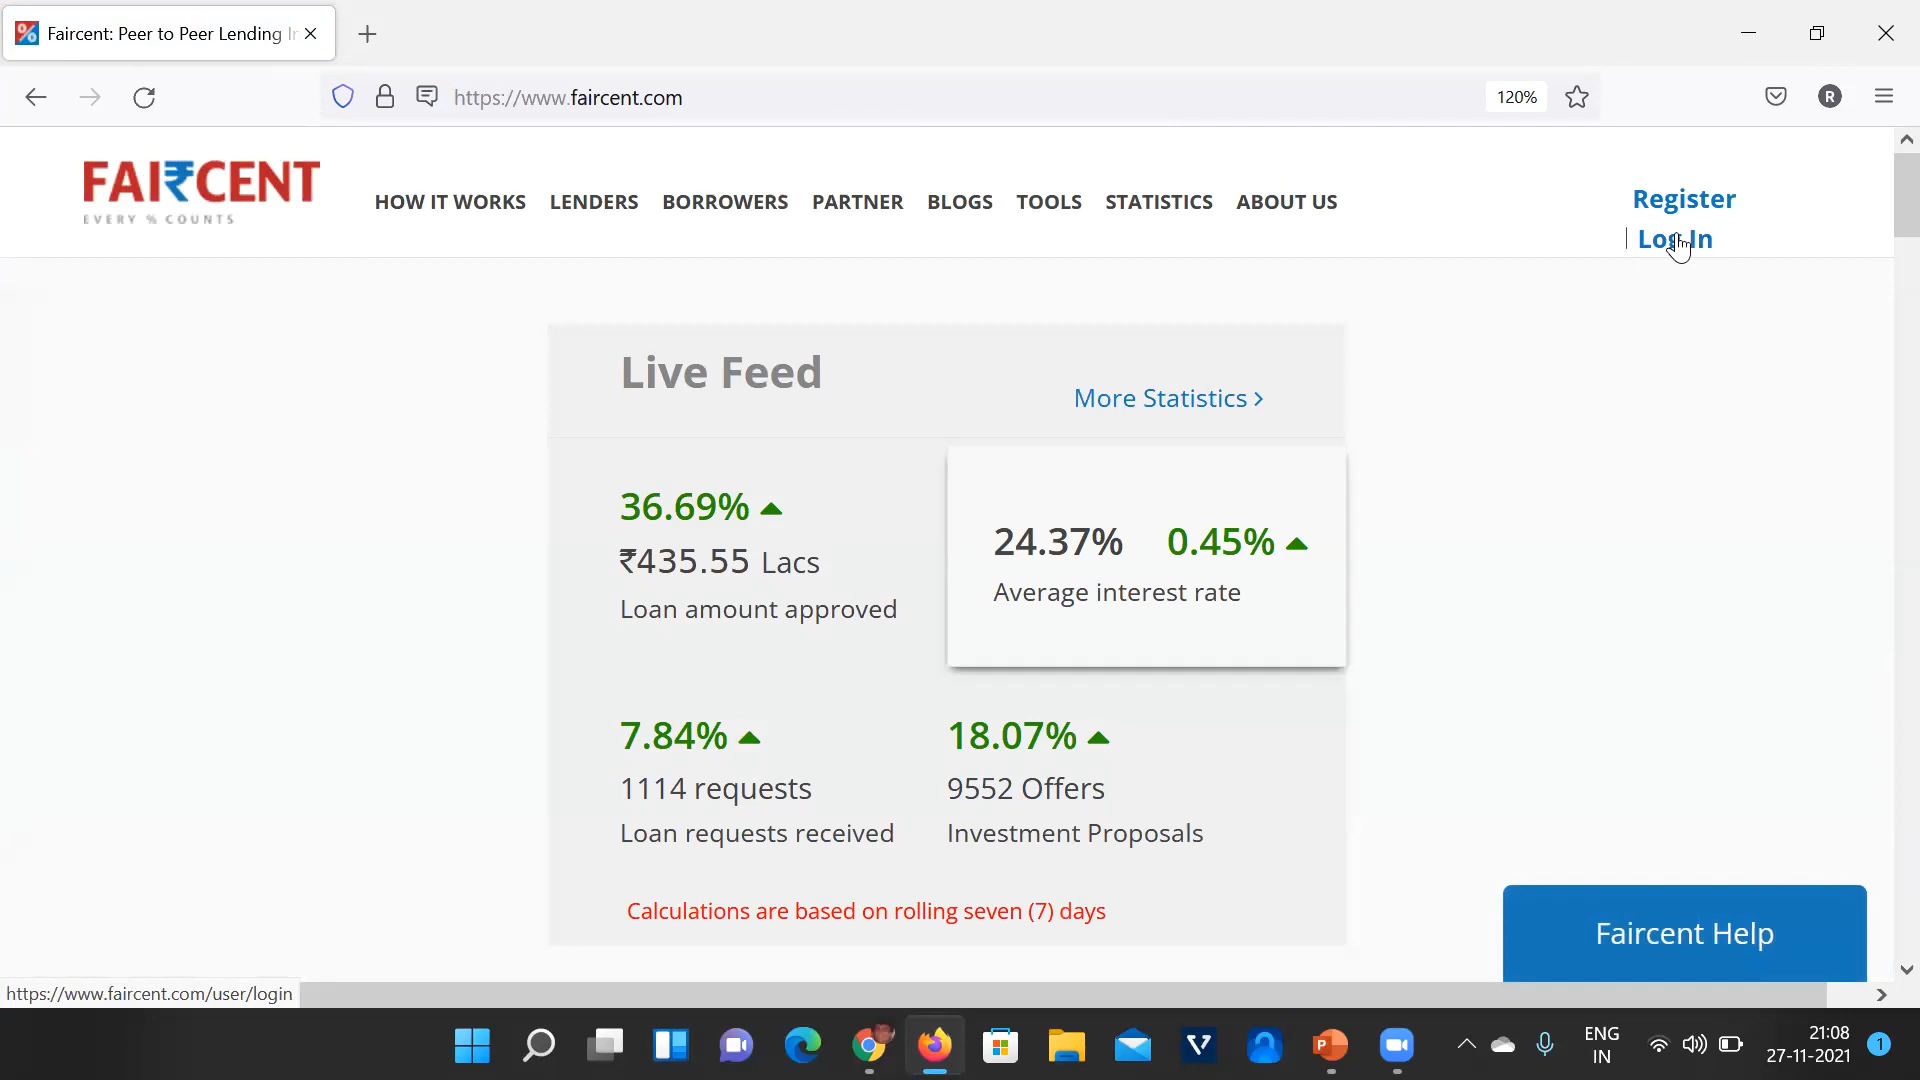 Faircent: Peer to Peer Lending In
https://www.faircent.com
120%
R
FAI₹CENT
EVERY % COUNTS
HOW IT WORKS LENDERS BORROWERS PARTNER BLOGS TOOLS STATISTICS ABOUT US
Register
| Log In
Live Feed
More Statistics >
36.69%
₹435.55 Lacs
Loan amount approved
24.37% 0.45%
Average interest rate
7.84%
1114 requests
Loan requests received
18.07%
9552 Offers
Investment Proposals
Calculations are based on rolling seven (7) days
Faircent Help
https://www.faircent.com/user/login
ENG
IN
21:08
27-11-2021
1